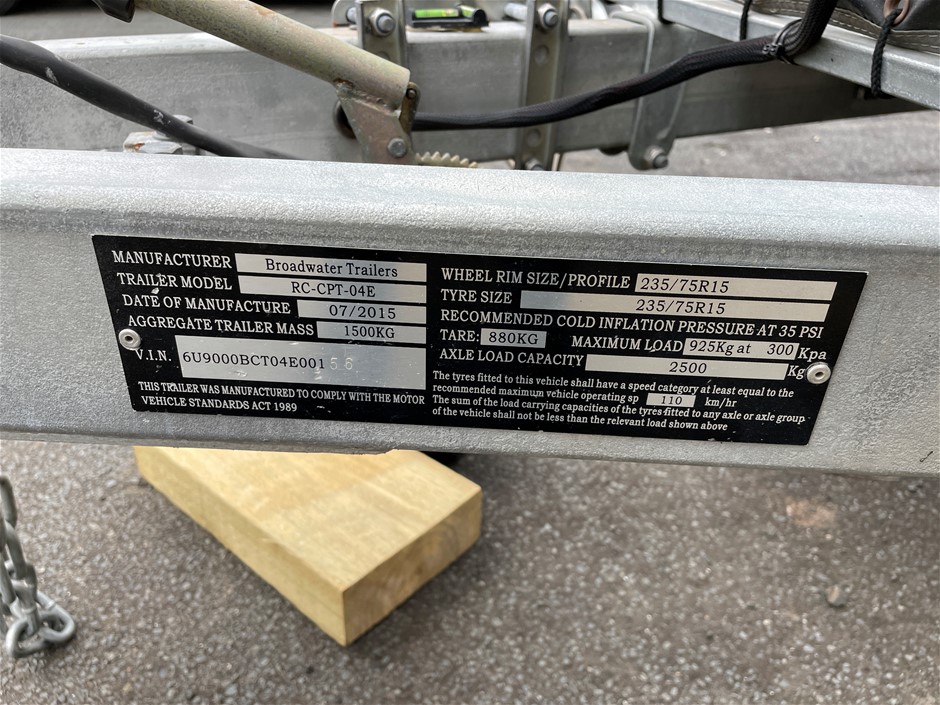 MANUFACTURER Broadwater Trailers
TRAILER MODEL RC-CPT-04E
DATE OF MANUFACTURE 07/2015
AGGREGATE TRAILER MASS 1500KG
V.I.N. 6U9000BCT04E00156
THIS TRAILER WAS MANUFACTURED TO COMPLY WITH THE MOTOR
VEHICLE STANDARDS ACT 1989
WHEEL RIM SIZE/PROFILE 235/75R15
TYRE SIZE 235/75R15
RECOMMENDED COLD INFLATION PRESSURE AT 35 PSI
TARE: 880KG MAXIMUM LOAD 925Kg at 300 Kpa
AXLE LOAD CAPACITY 2500 Kg
The tyres fitted to this vehicle shall have a speed category at least equal to the
recommended maximum vehicle operating sp 110 km/hr
The sum of the load carrying capacities of the tyres fitted to any axle or axle group
of the vehicle shall not be less than the relevant load shown above